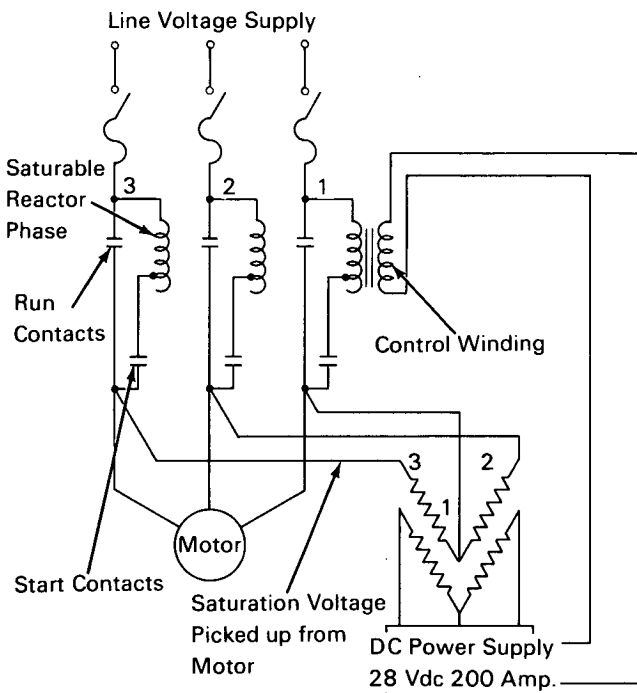 Line Voltage Supply
Saturable
Reactor
Phase
3
2
1
Run
Contacts
Control Winding
3
2
1
Motor
Start Contacts
Saturation Voltage
Picked up from
Motor
DC Power Supply
28 Vdc 200 Amp.